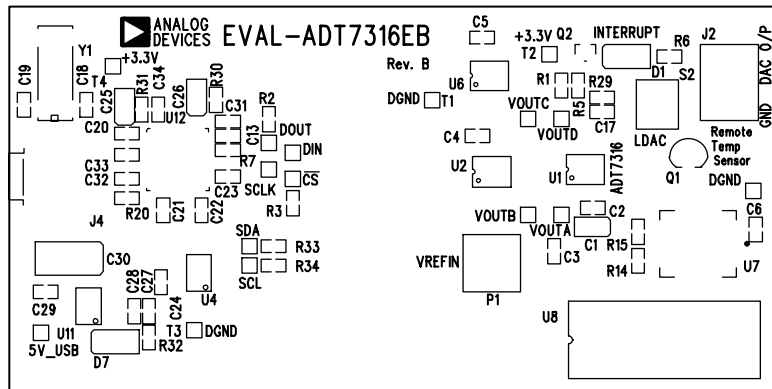 ANALOG
DEVICES
EVAL-ADT7316EB
Rev. B
Y1
C19
C18
+3.3V
T4
C25
R31
C34
C26
R30
U12
C31
R2
C20
C13
DOUT
DIN
C33
R7
C32
C23
SCLK
CS
R20
C21
C22
R3
J4
SDA
R33
C30
R34
SCL
C28
C27
C24
U4
C29
U11
T3
DGND
5V_USB
D7
R32
C5
+3.3V
T2
Q2
INTERRUPT
J2
R6
DAC O/P
U6
R1
R5
R29
D1
S2
DGND
T1
VOUTC
C17
GND
C4
VOUTD
LDAC
Remote
Temp
Sensor
U2
U1
ADT7316
Q1
DGND
VOUTB
VOUTA
C2
C6
C1
R15
VREFIN
C3
R14
U7
P1
U8